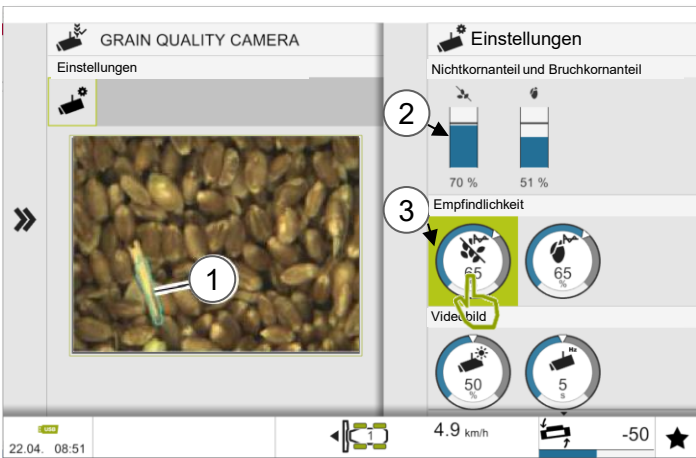 GRAIN QUALITY CAMERA
Einstellungen
1
Einstellungen
Nichtkornanteil und Bruchkornanteil
2
70 %
51 %
Empfindlichkeit
3
65
65
%
Videobild
50
%
Hz
5
s
USB
22.04. 08:51
1
4.9 km/h
-50